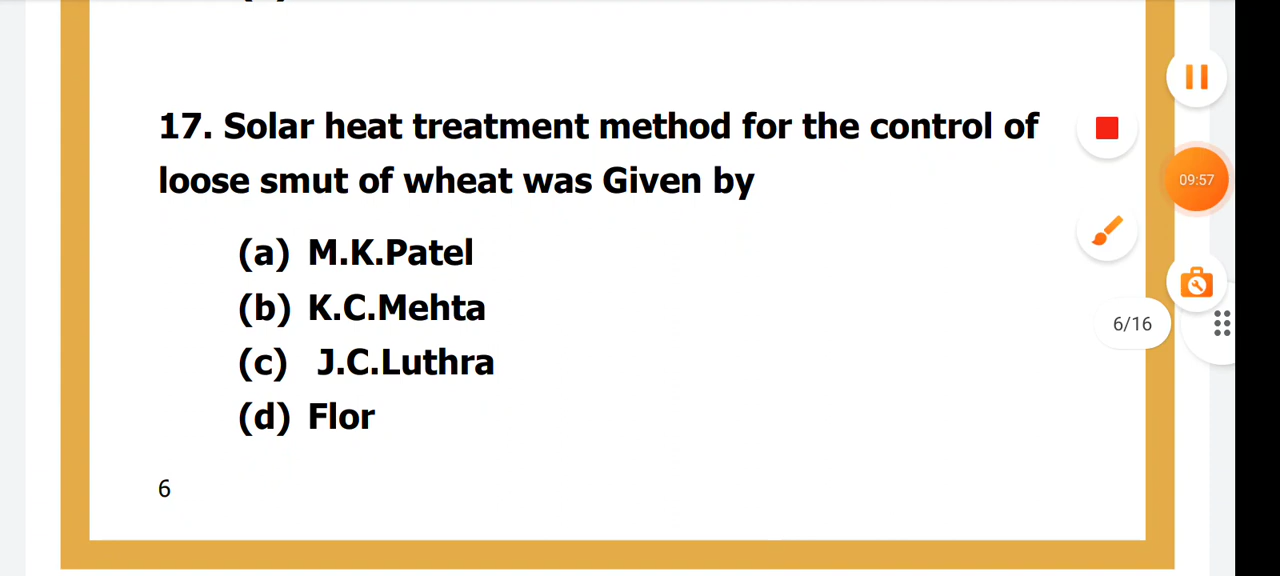 17. Solar heat treatment method for the control of
loose smut of wheat was Given by
(a) M.K.Patel
(b) K.C.Mehta
(c) J.C.Luthra
(d) Flor
6
09:57
6/16